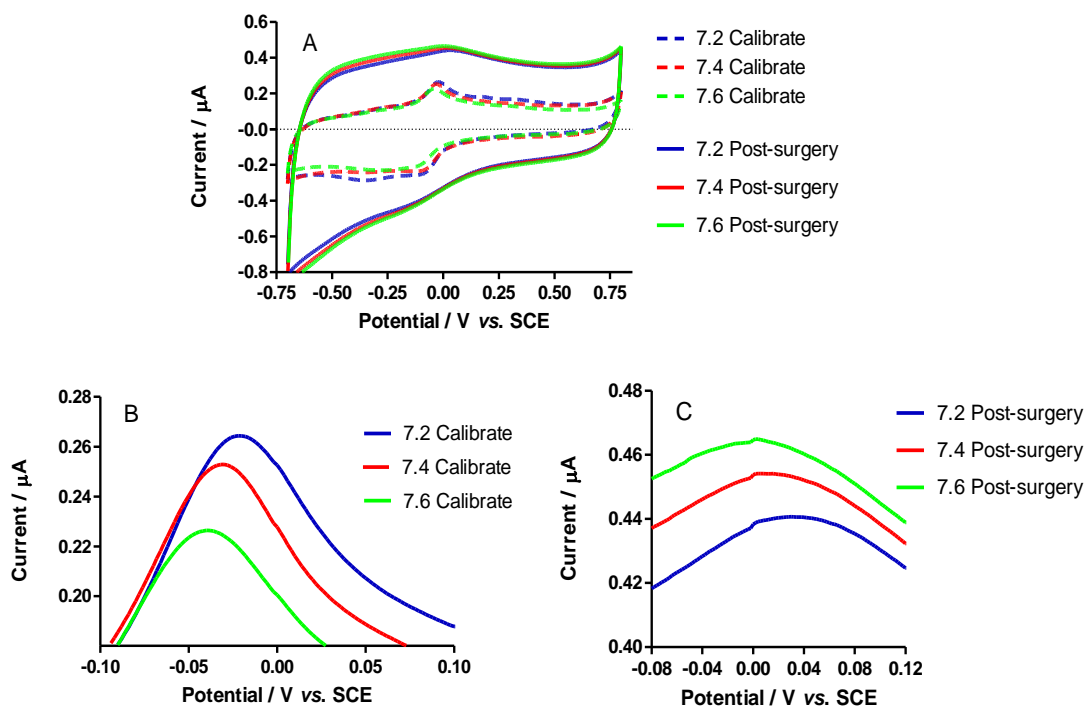 A
0.6
0.4
0.2
-0.0
-0.2
-0.4
-0.6
-0.8
Current / μA
-0.75 -0.50 -0.25 0.00 0.25 0.50 0.75
Potential / V vs. SCE
7.2 Calibrate
7.4 Calibrate
7.6 Calibrate
7.2 Post-surgery
7.4 Post-surgery
7.6 Post-surgery
B
0.28
0.26
0.24
0.22
0.20
Current / μA
-0.10 -0.05 0.00 0.05 0.10
Potential / V vs. SCE
7.2 Calibrate
7.4 Calibrate
7.6 Calibrate
C
0.48
0.46
0.44
0.42
0.40
Current / μA
-0.08 -0.04 0.00 0.04 0.08 0.12
Potential / V vs. SCE
7.2 Post-surgery
7.4 Post-surgery
7.6 Post-surgery